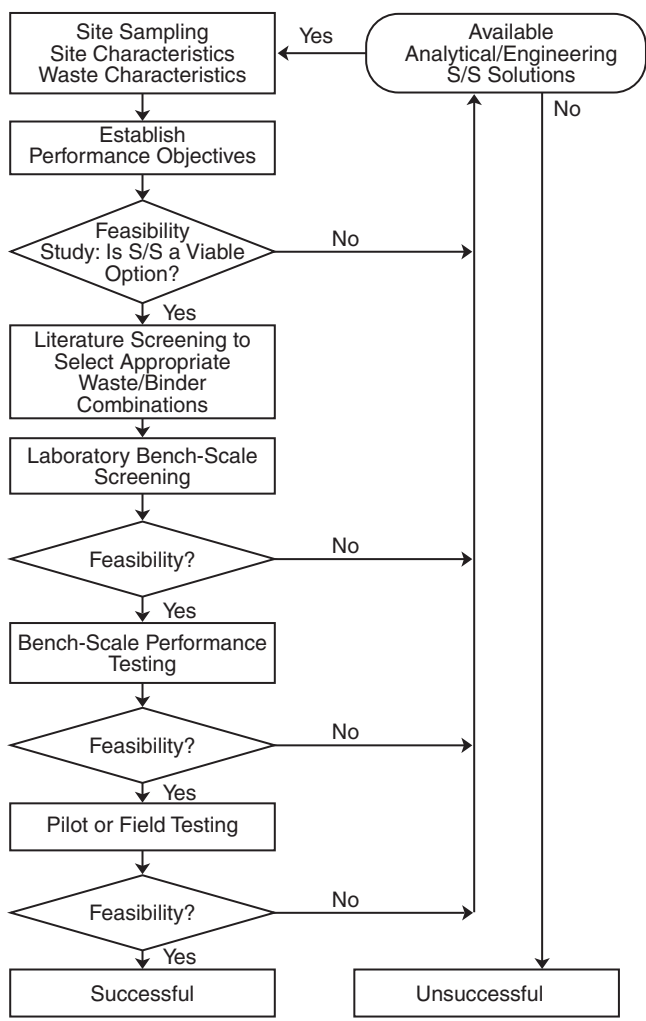 Site Sampling
Site Characteristics
Waste Characteristics
Yes
Available
Analytical/Engineering
S/S Solutions
No
Establish
Performance Objectives
Feasibility
Study: Is S/S a Viable
Option?
No
Yes
Literature Screening to
Select Appropriate
Waste/Binder
Combinations
Laboratory Bench-Scale
Screening
Feasibility?
No
Yes
Bench-Scale Performance
Testing
Feasibility?
No
Yes
Pilot or Field Testing
Feasibility?
No
Yes
Successful
Unsuccessful